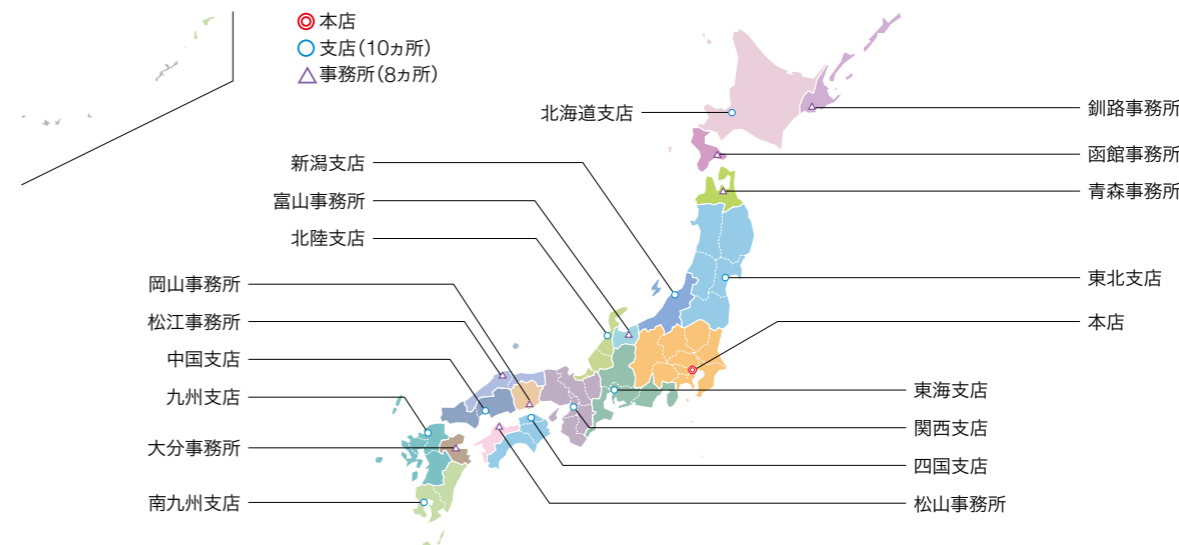 本店
支店(10ヵ所)
事務所(8ヵ所)
北海道支店
新潟支店
富山事務所
北陸支店
岡山事務所
松江事務所
中国支店
九州支店
大分事務所
南九州支店
釧路事務所
函館事務所
青森事務所
東北支店
本店
東海支店
関西支店
四国支店
松山事務所